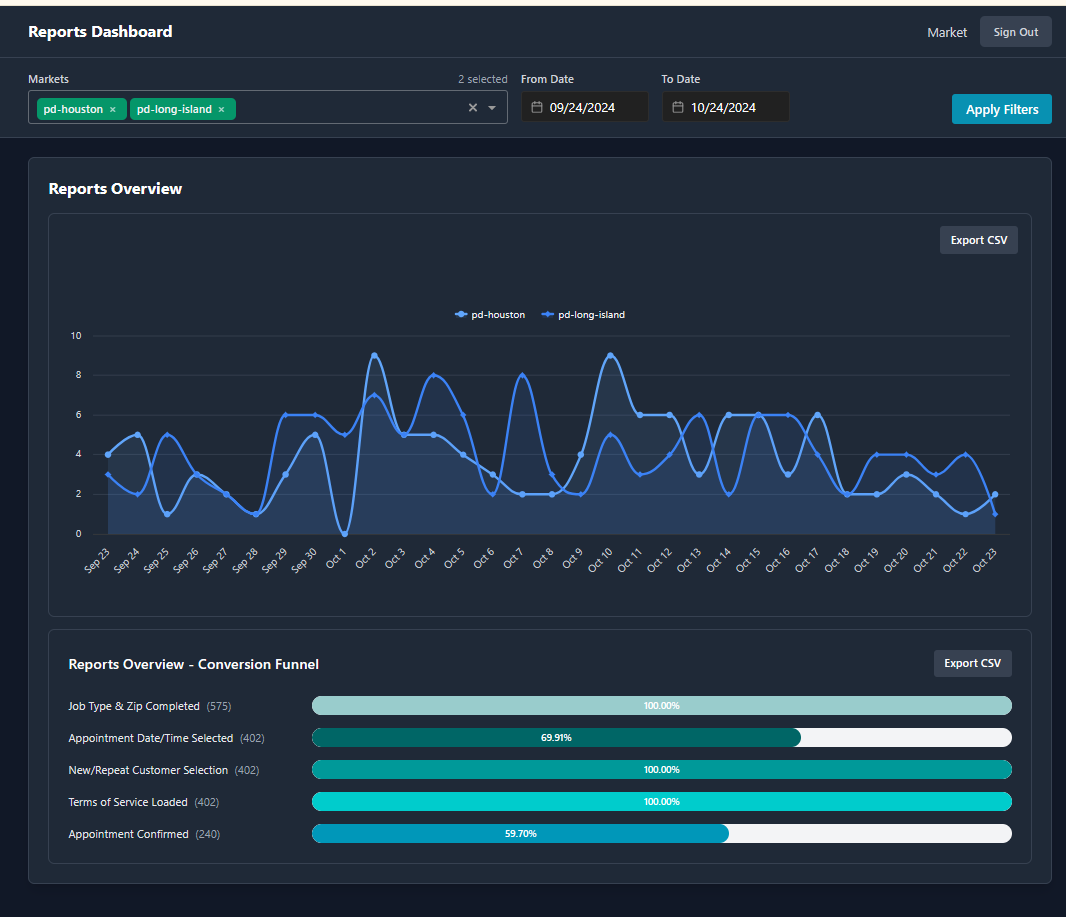 Reports Dashboard
Market
Sign Out
Markets
2 selected
From Date
To Date
pd-houston ×
pd-long-island ×
09/24/2024
10/24/2024
Apply Filters
Reports Overview
Export CSV
pd-houston
pd-long-island
10
8
6
4
2
0
Sep 23
Sep 24
Sep 25
Sep 26
Sep 27
Sep 28
Sep 29
Sep 30
Oct 1
Oct 2
Oct 3
Oct 4
Oct 5
Oct 6
Oct 7
Oct 8
Oct 9
Oct 10
Oct 11
Oct 12
Oct 13
Oct 14
Oct 15
Oct 16
Oct 17
Oct 18
Oct 19
Oct 20
Oct 21
Oct 22
Oct 23
Reports Overview - Conversion Funnel
Export CSV
Job Type & Zip Completed (575)
100.00%
Appointment Date/Time Selected (402)
69.91%
New/Repeat Customer Selection (402)
100.00%
Terms of Service Loaded (402)
100.00%
Appointment Confirmed (240)
59.70%